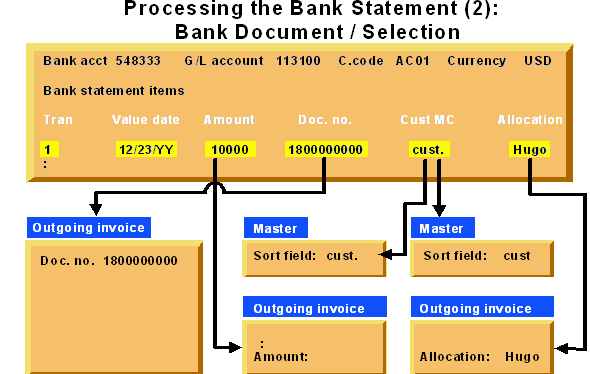 Processing the Bank Statement (2):
Bank Document / Selection
Bank acct 548333 G/L account 113100 C.code AC01 Currency USD
Bank statement items
Tran Value date Amount Doc. no. Cust MC Allocation
1 12/23/YY 10000 1800000000 cust. Hugo
:
Outgoing invoice Master Master
Doc. no. 1800000000
Sort field: cust. Sort field: cust
Outgoing invoice Outgoing invoice
:
Amount: Allocation: Hugo